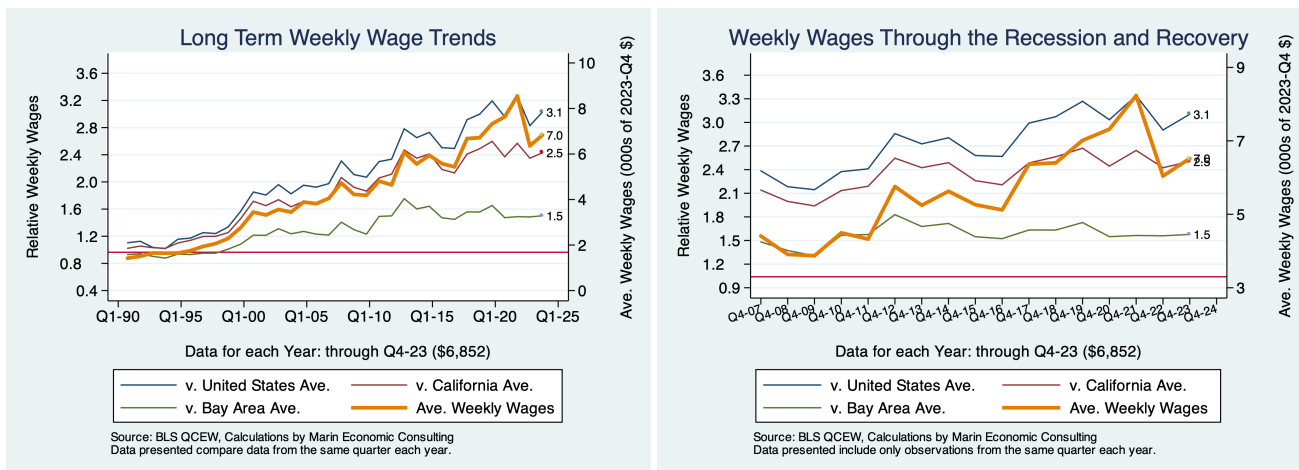 Long Term Weekly Wage Trends
Relative Weekly Wages
3.6
3.2
2.8
2.4
2.0
1.6
1.2
0.8
0.4
10
8
6
4
2
0
Ave. Weekly Wages (000s of 2023-Q4 $)
3.1
7.0
2.5
1.5
Q1-90 Q1-95 Q1-00 Q1-05 Q1-10 Q1-15 Q1-20 Q1-25
Data for each Year: through Q4-23 ($6,852)
v. United States Ave. v. California Ave.
v. Bay Area Ave. Ave. Weekly Wages
Source: BLS QCEW, Calculations by Marin Economic Consulting
Data presented compare data from the same quarter each year.
Weekly Wages Through the Recession and Recovery
Relative Weekly Wages
3.6
3.3
3.0
2.7
2.4
2.1
1.8
1.5
1.2
0.9
9
7
5
3
Ave. Weekly Wages (000s of 2023-Q4 $)
3.1
1.5
Q4-07 Q4-08 Q4-09 Q4-10 Q4-11 Q4-12 Q4-13 Q4-14 Q4-15 Q4-16 Q4-17 Q4-18 Q4-19 Q4-20 Q4-21 Q4-22 Q4-23 Q4-24
Data for each Year: through Q4-23 ($6,852)
v. United States Ave. v. California Ave.
v. Bay Area Ave. Ave. Weekly Wages
Source: BLS QCEW, Calculations by Marin Economic Consulting
Data presented include only observations from the same quarter each year.